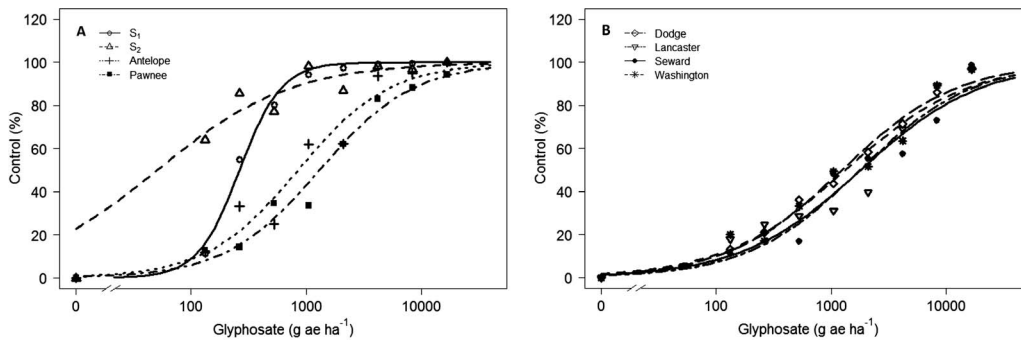 A
S₁
S₂
Antelope
Pawnee
120
100
80
60
40
20
0
Control (%)
0
100
1000
10000
Glyphosate (g ae ha⁻¹)
B
Dodge
Lancaster
Seward
Washington
120
100
80
60
40
20
0
Control (%)
0
100
1000
10000
Glyphosate (g ae ha⁻¹)